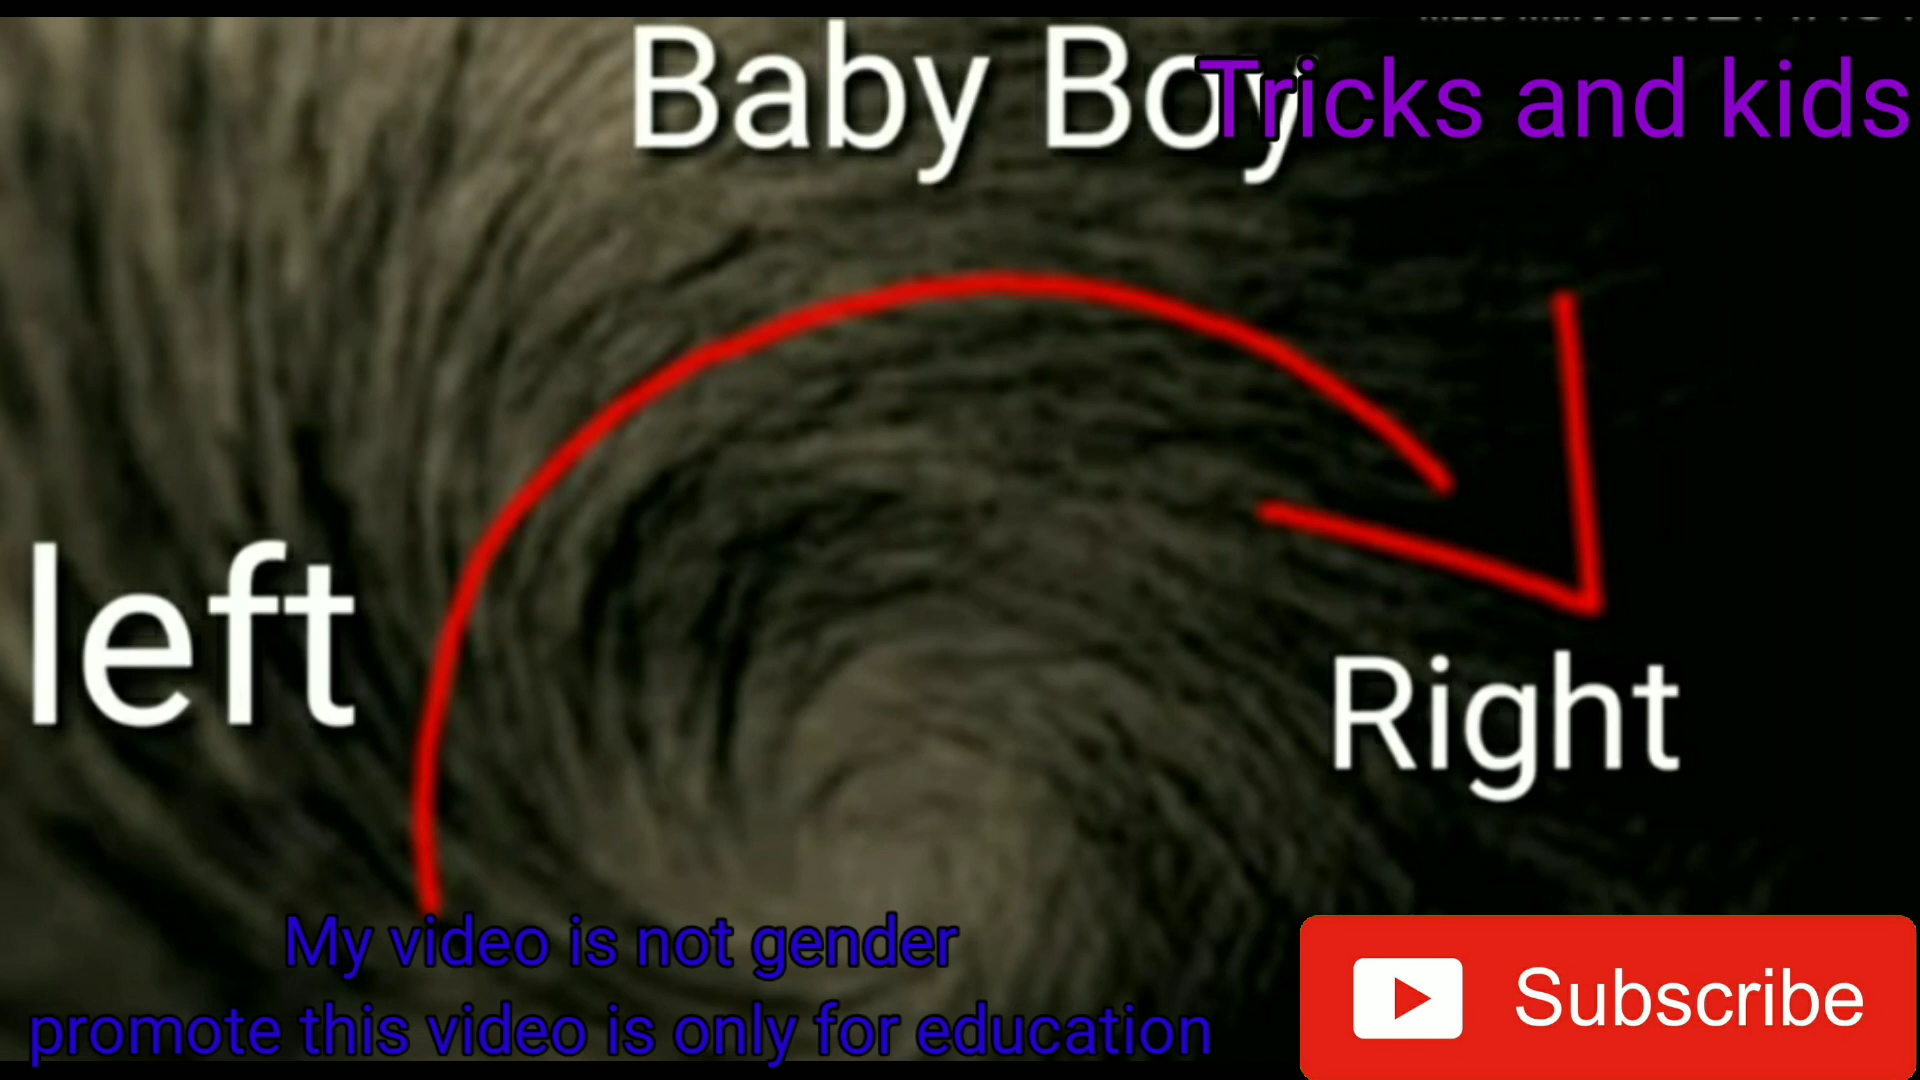 Baby Boy
Tricks and kids
left
Right
My video is not gender
promote this video is only for education
Subscribe